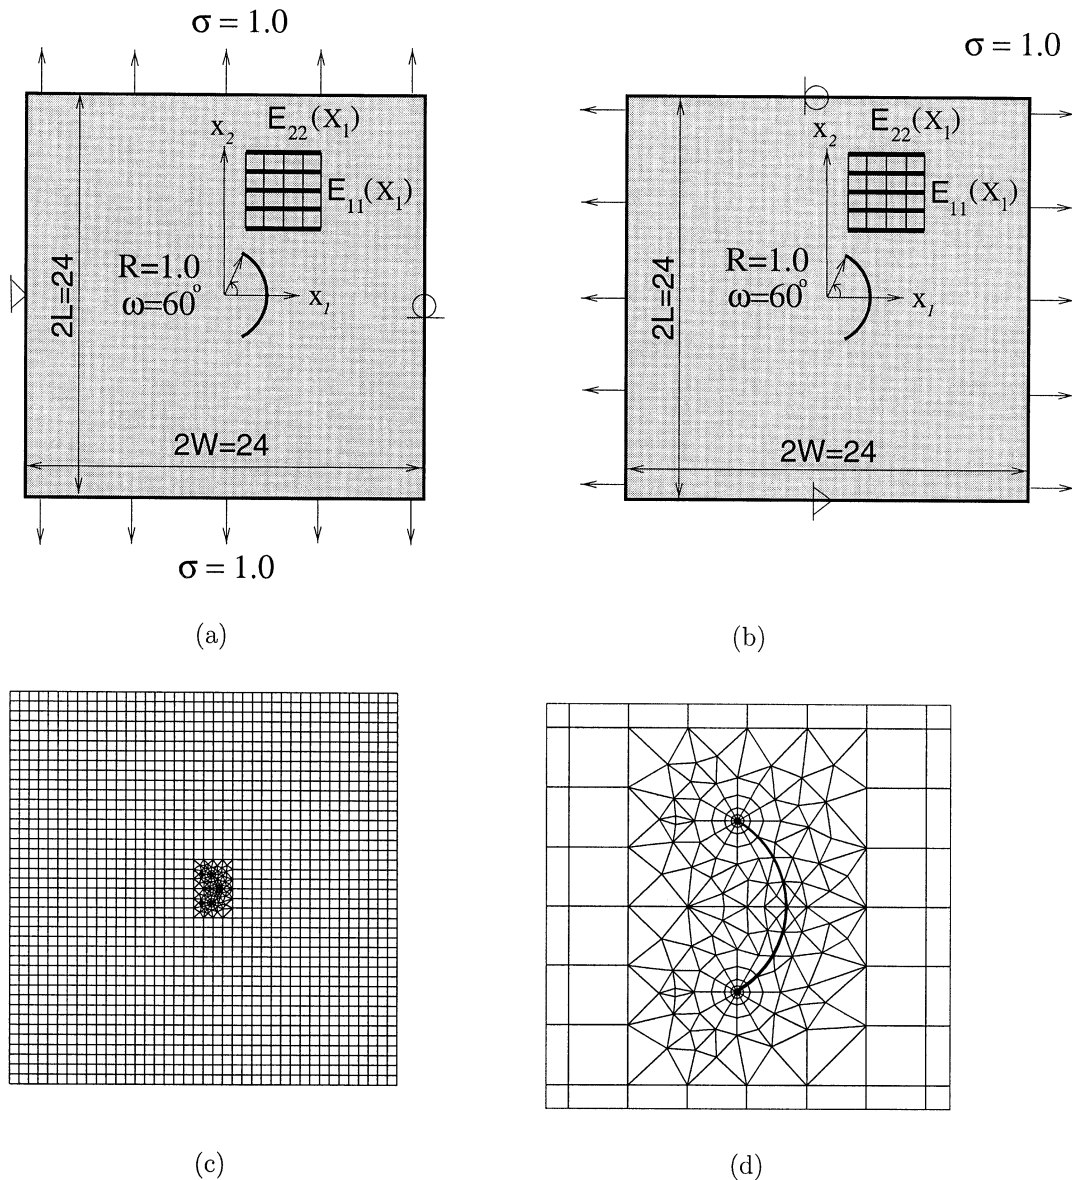 σ = 1.0
E₂₂(X₁)
x₂
E₁₁(X₁)
R=1.0
ω=60°
x₁
2L=24
2W=24
σ = 1.0
(a)
σ = 1.0
E₂₂(X₁)
x₂
E₁₁(X₁)
R=1.0
ω=60°
x₁
2L=24
2W=24
(b)
(c)
(d)